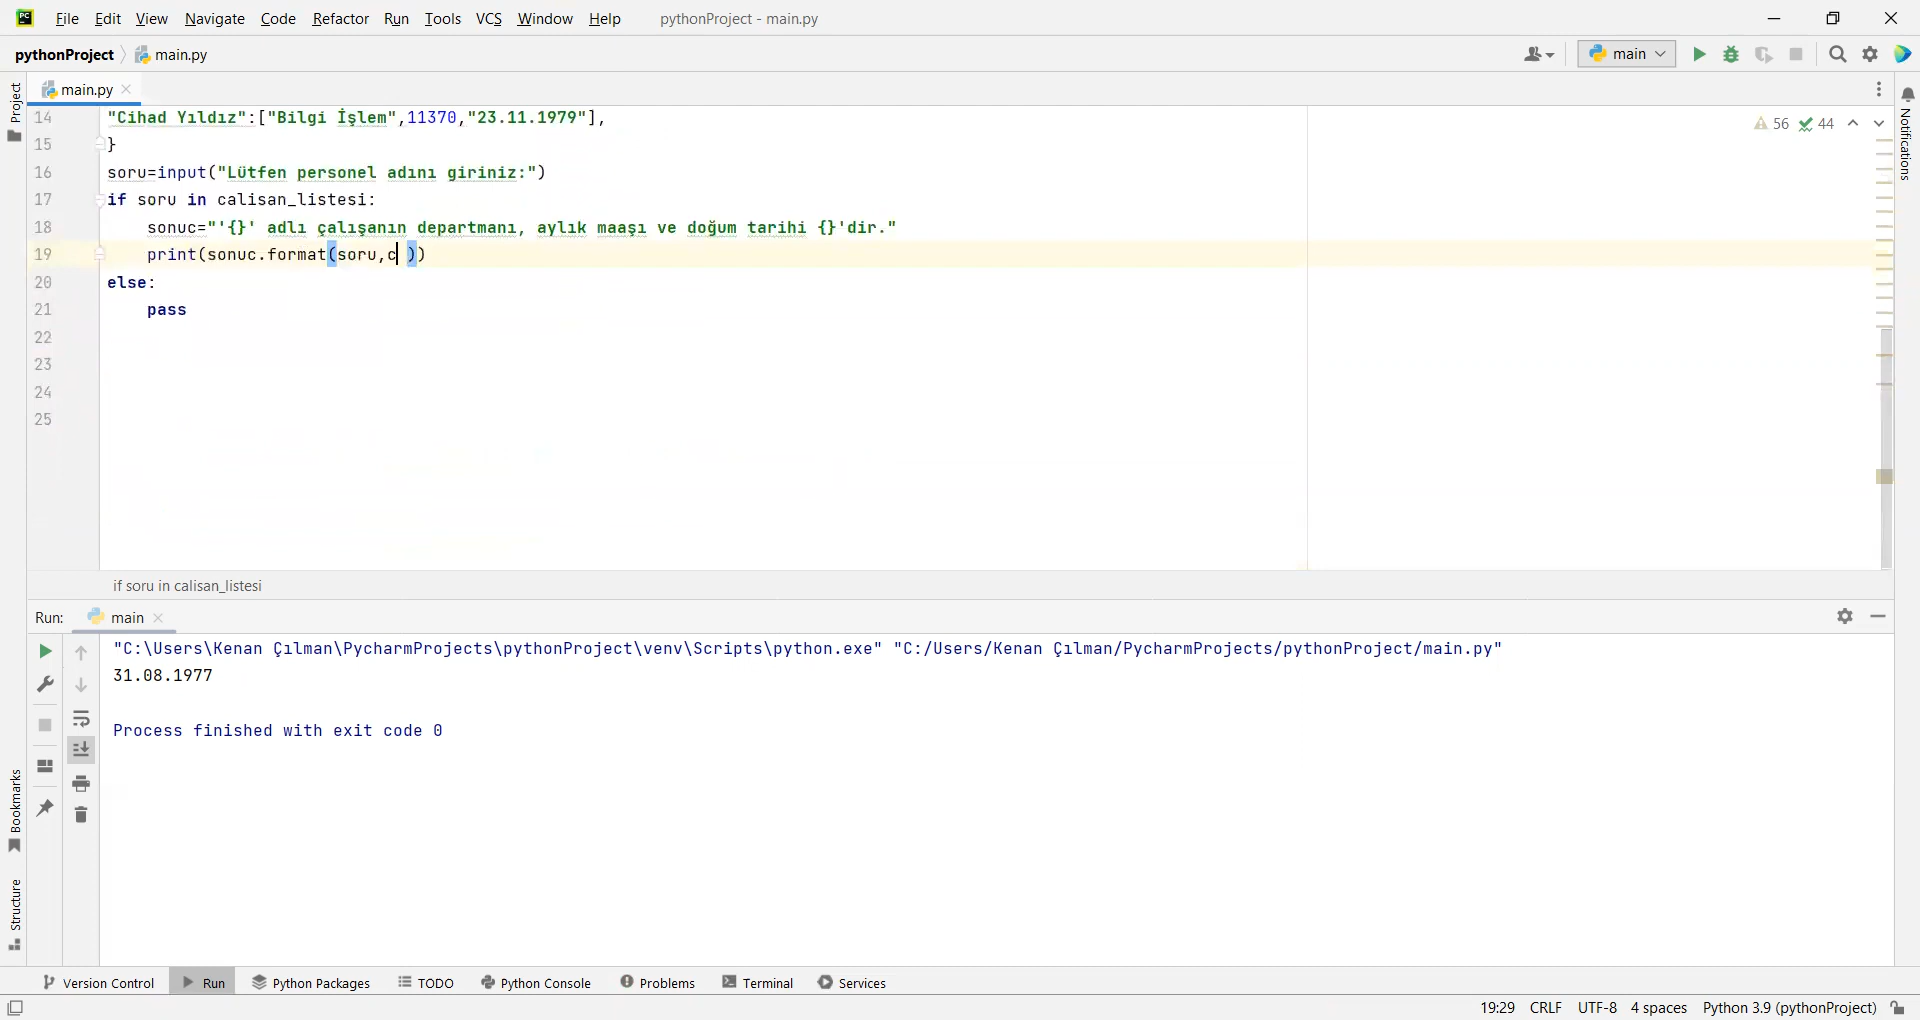 File Edit View Navigate Code Refactor Run Tools VCS Window Help pythonProject - main.py
pythonProject main.py main
main.py
Project
Notifications
56 44
14 "Cihad Yıldız":["Bilgi İşlem",11370,"23.11.1979"],
15 }
16 soru=input("Lütfen personel adını giriniz:")
17 if soru in calisan_listesi:
18 sonuc="'{}' adlı çalışanın departmanı, aylık maaşı ve doğum tarihi {}'dir."
19 print(sonuc.format(soru,c ))
20 else:
21 pass
22
23
24
25
if soru in calisan_listesi
Run: main
"C:\Users\Kenan Çılman\PycharmProjects\pythonProject\venv\Scripts\python.exe" "C:/Users/Kenan Çılman/PycharmProjects/pythonProject/main.py"
31.08.1977
Process finished with exit code 0
Bookmarks
Structure
Version Control Run Python Packages TODO Python Console Problems Terminal Services
19:29 CRLF UTF-8 4 spaces Python 3.9 (pythonProject)